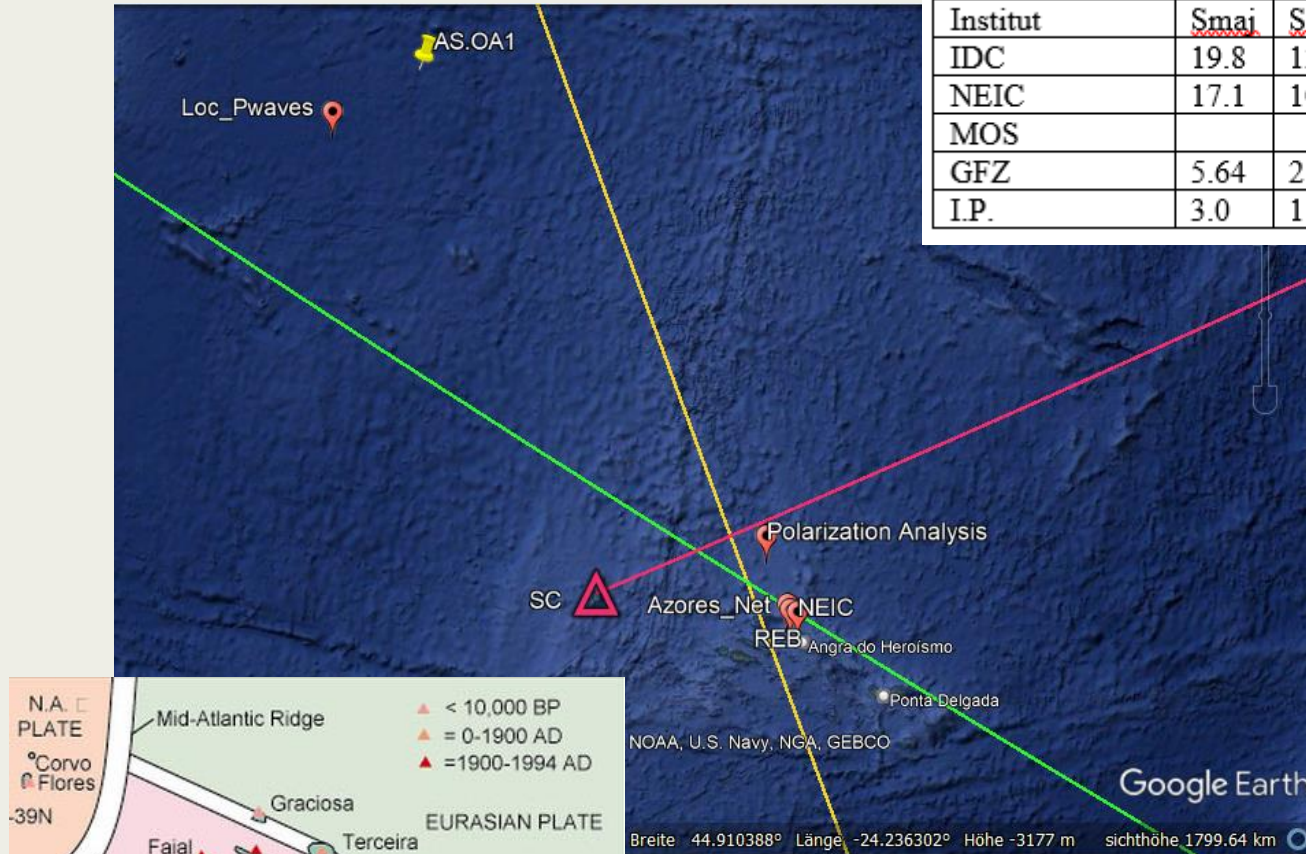 AS.OA1
Loc_Pwaves
Institut Smaj
IDC 19.8
NEIC 17.1
MOS
GFZ 5.64 2
I.P. 3.0 1
Polarization Analysis
SC
Azores_Net NEIC
REB
Angra do Heroísmo
Ponta Delgada
NOAA, U.S. Navy, NGA, GEBCO
Google Earth
Breite 44.910388° Länge -24.236302° Höhe -3177 m sichthöhe 1799.64 km
N.A.
PLATE
Mid-Atlantic Ridge
Corvo
Flores
-39N
< 10,000 BP
= 0-1900 AD
=1900-1994 AD
Graciosa
EURASIAN PLATE
Terceira
Faial